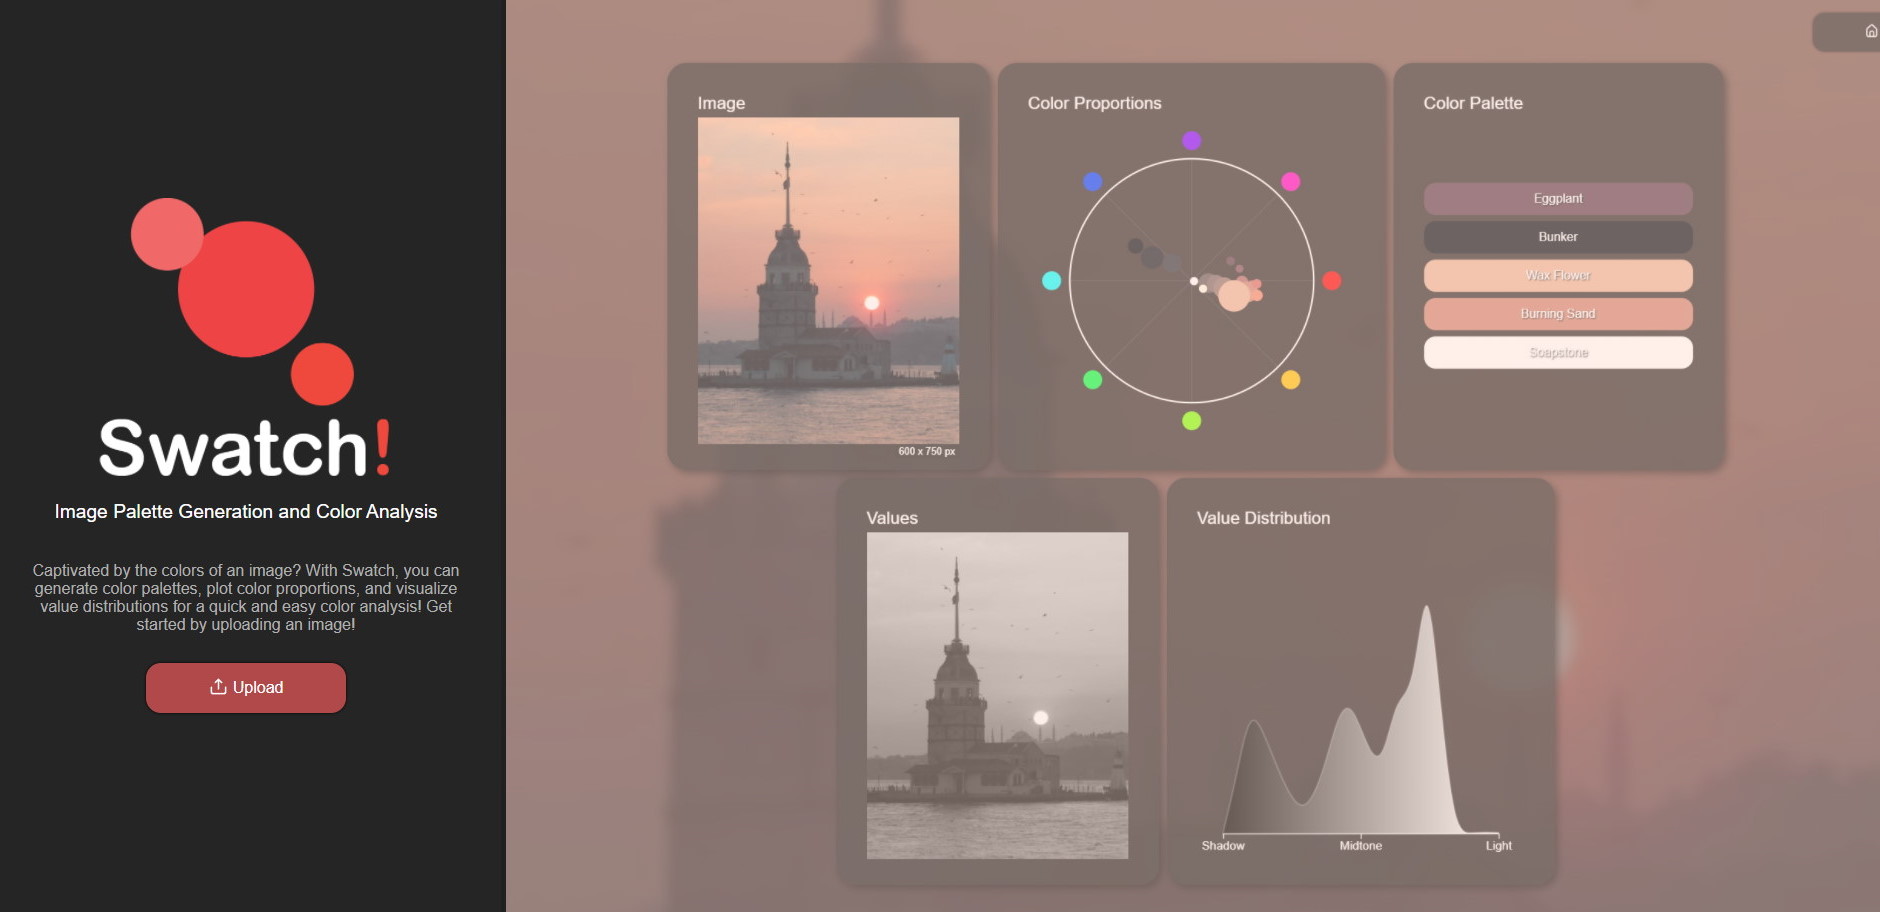 Swatch!
Image Palette Generation and Color Analysis
Captivated by the colors of an image? With Swatch, you can
generate color palettes, plot color proportions, and visualize
value distributions for a quick and easy color analysis! Get
started by uploading an image!
Upload
Image
600 x 750 px
Color Proportions
Color Palette
Eggplant
Bunker
Wax Flower
Burning Sand
Soapstone
Values
Value Distribution
Shadow
Midtone
Light